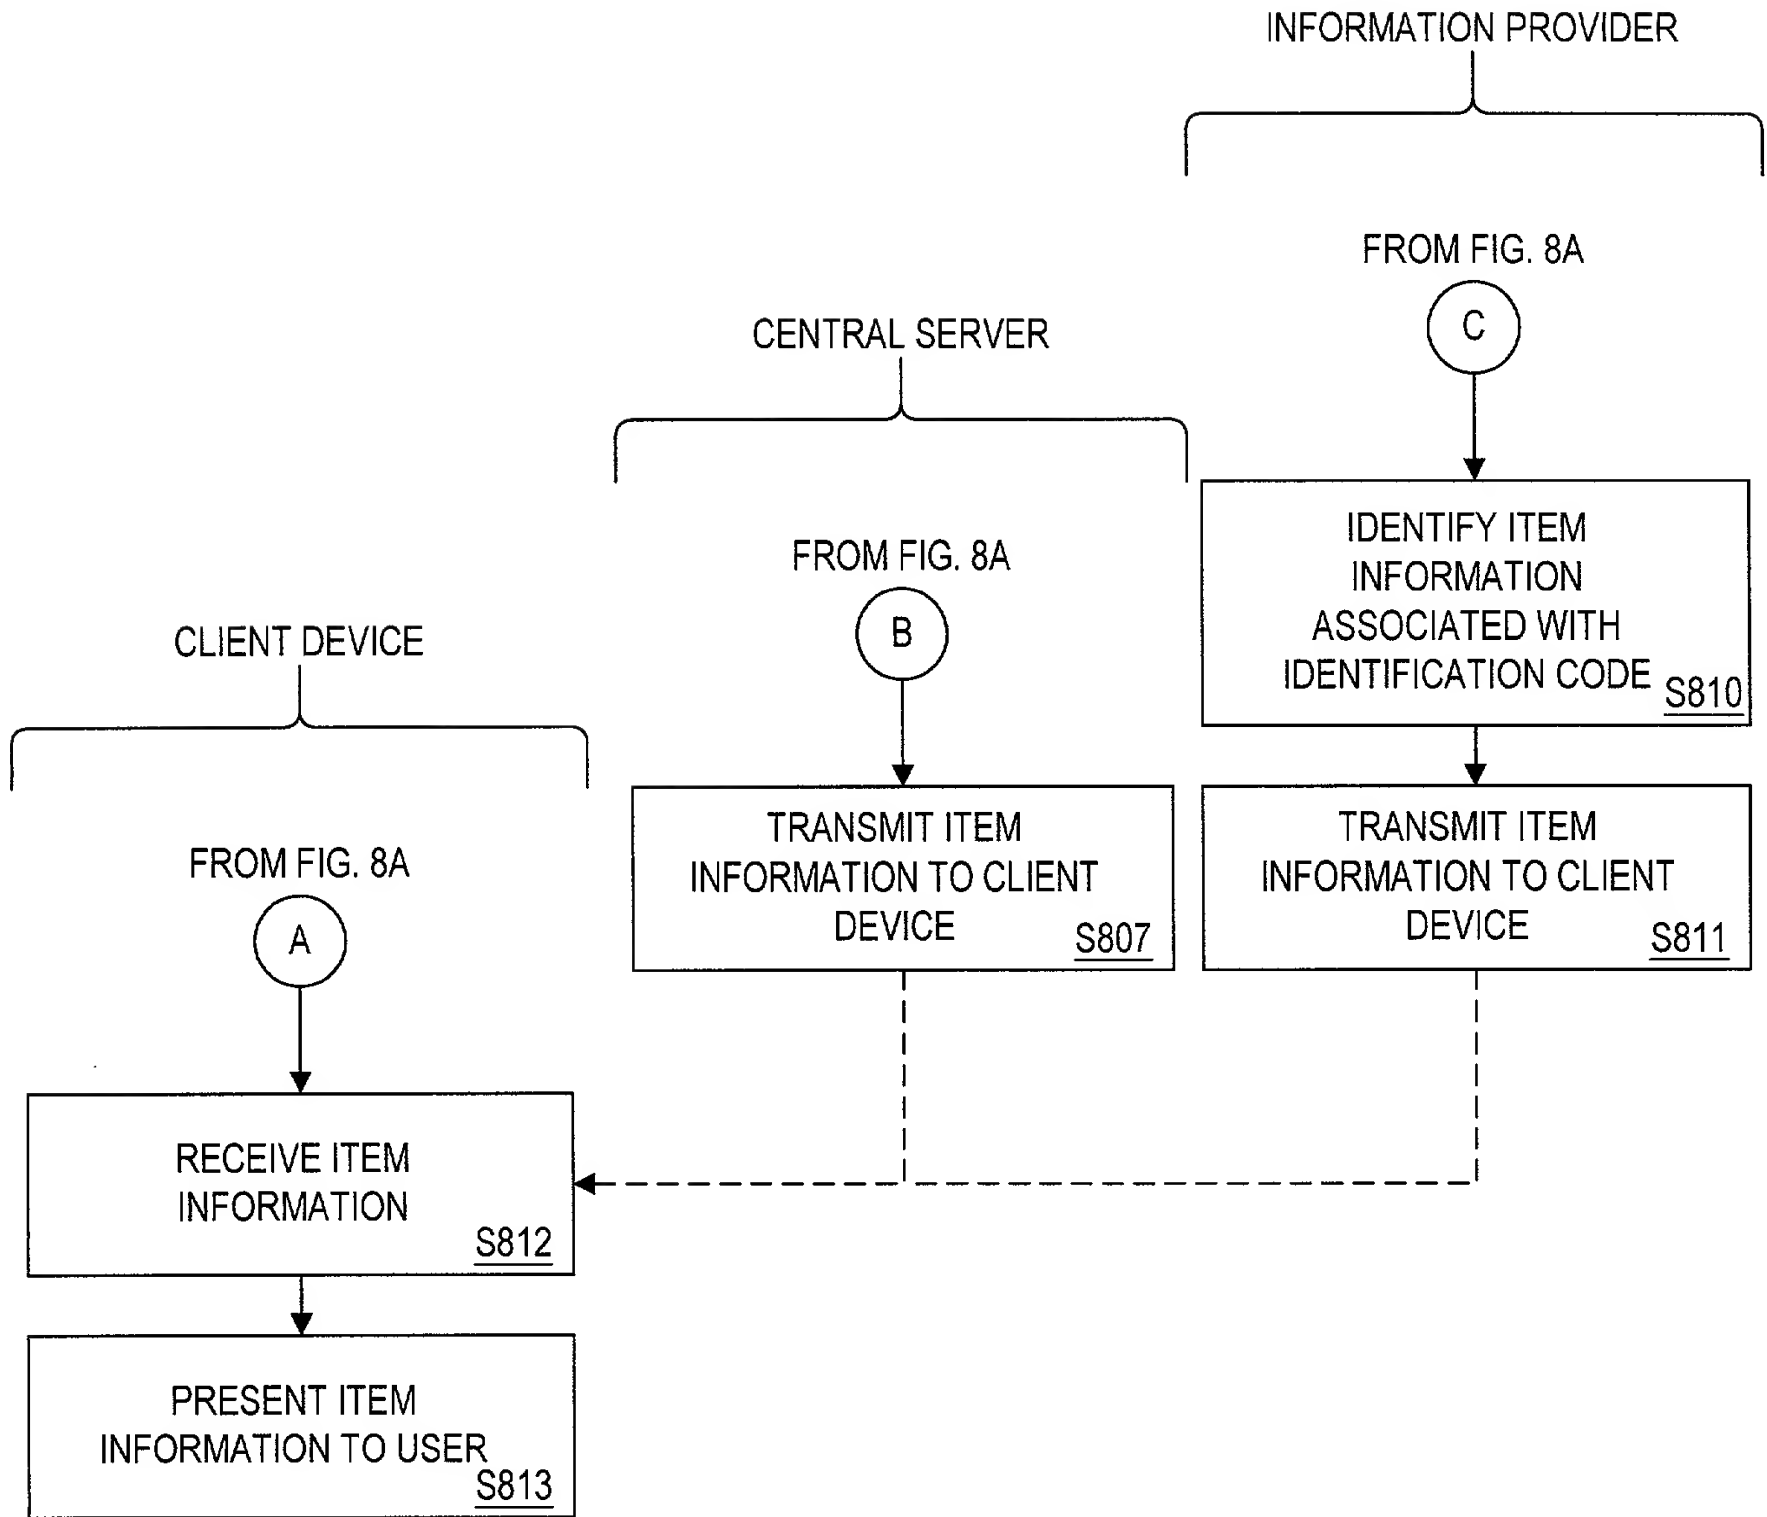 INFORMATION PROVIDER
FROM FIG. 8A
C
CENTRAL SERVER
IDENTIFY ITEM
INFORMATION
ASSOCIATED WITH
IDENTIFICATION CODE
S810
FROM FIG. 8A
B
CLIENT DEVICE
TRANSMIT ITEM
INFORMATION TO CLIENT
DEVICE
S807
TRANSMIT ITEM
INFORMATION TO CLIENT
DEVICE
S811
FROM FIG. 8A
A
RECEIVE ITEM
INFORMATION
S812
PRESENT ITEM
INFORMATION TO USER
S813